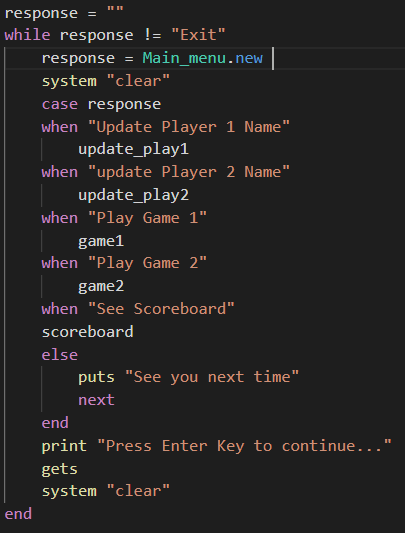 response = ""
while response != "Exit"
    response = Main_menu.new
    system "clear"
    case response
    when "Update Player 1 Name"
        update_play1
    when "update Player 2 Name"
        update_play2
    when "Play Game 1"
        game1
    when "Play Game 2"
        game2
    when "See Scoreboard"
    scoreboard
    else
        puts "See you next time"
        next
    end
    print "Press Enter Key to continue..."
    gets
    system "clear"
end